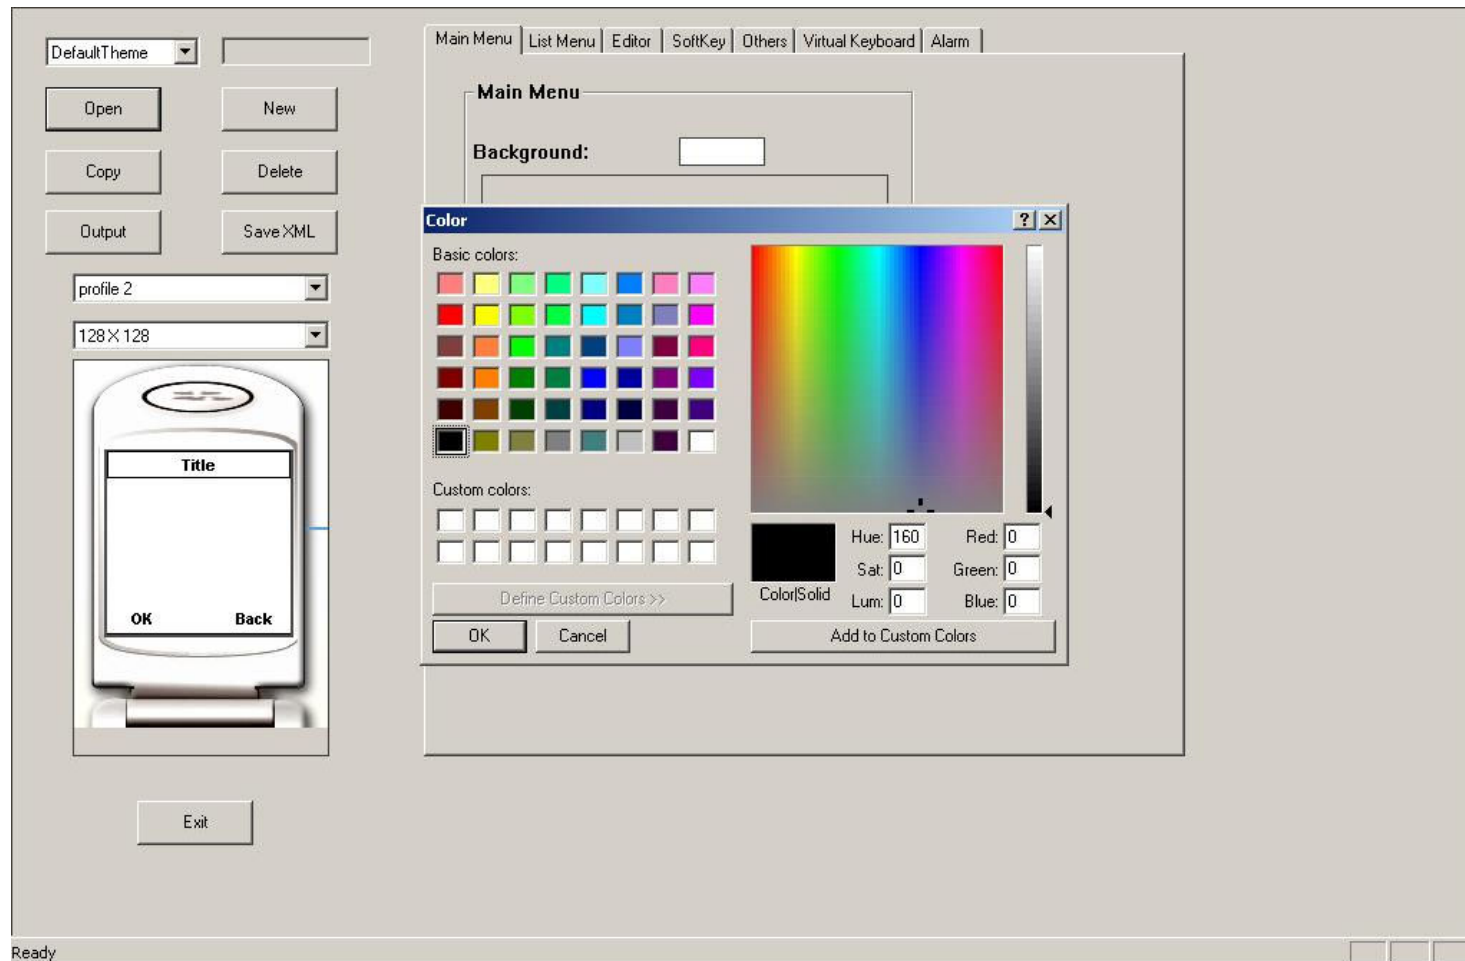 DefaultTheme
Open
New
Copy
Delete
Output
Save XML
profile 2
128 X 128
Title
OK Back
Exit
Main Menu List Menu Editor SoftKey Others Virtual Keyboard Alarm
Main Menu
Background:
Color
Basic colors:
Custom colors:
Define Custom Colors >>
OK Cancel
Color|Solid
Hue: 160 Red: 0
Sat: 0 Green: 0
Lum: 0 Blue: 0
Add to Custom Colors
Ready